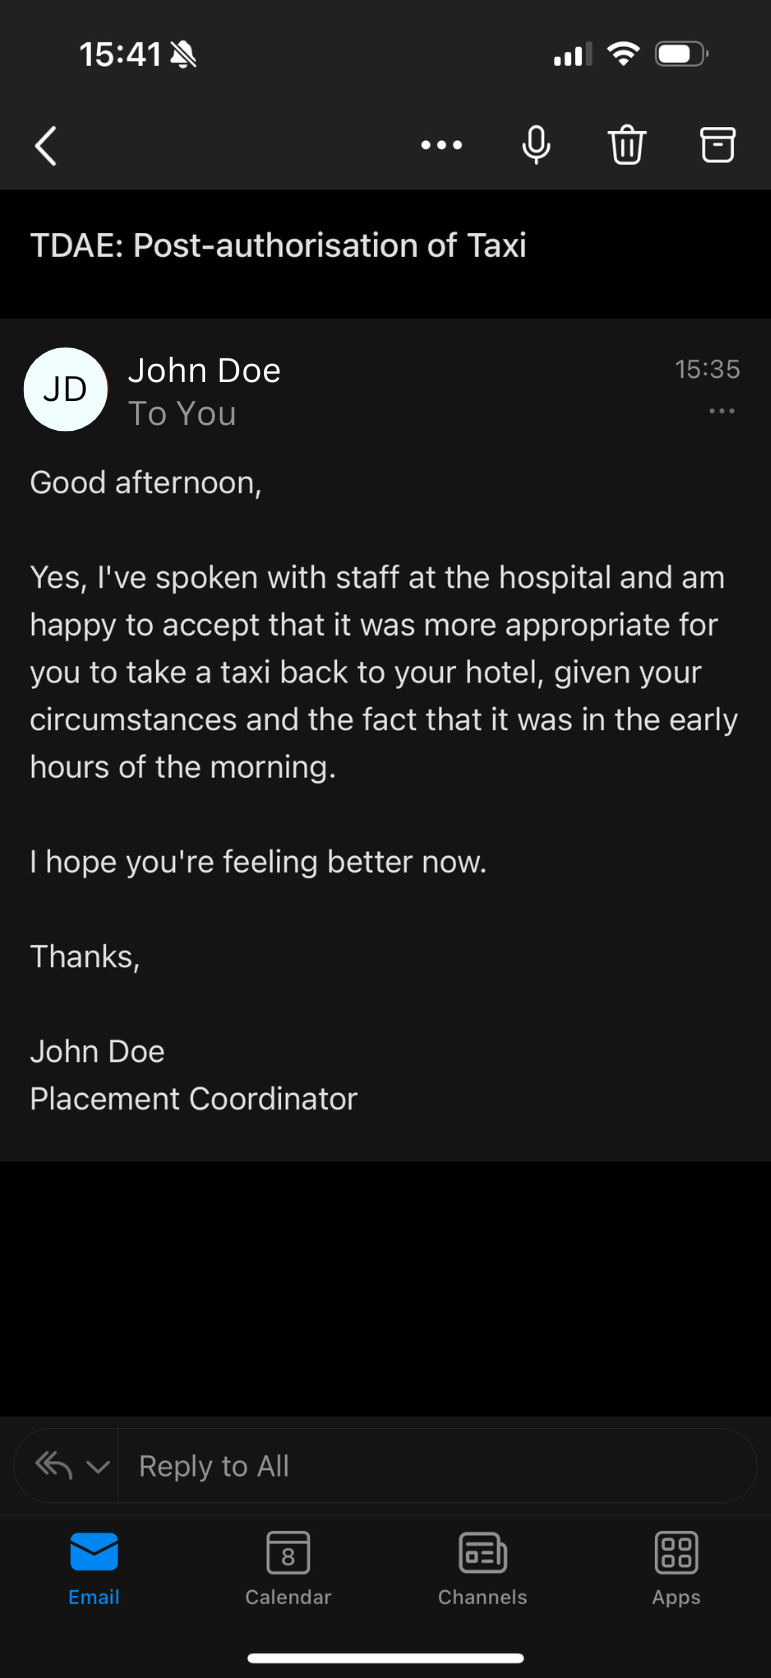 15:41
TDAE: Post-authorisation of Taxi
JD
John Doe
15:35
To You
Good afternoon,
Yes, I've spoken with staff at the hospital and am
happy to accept that it was more appropriate for
you to take a taxi back to your hotel, given your
circumstances and the fact that it was in the early
hours of the morning.
I hope you're feeling better now.
Thanks,
John Doe
Placement Coordinator
Reply to All
8
Email
Calendar
Channels
Apps